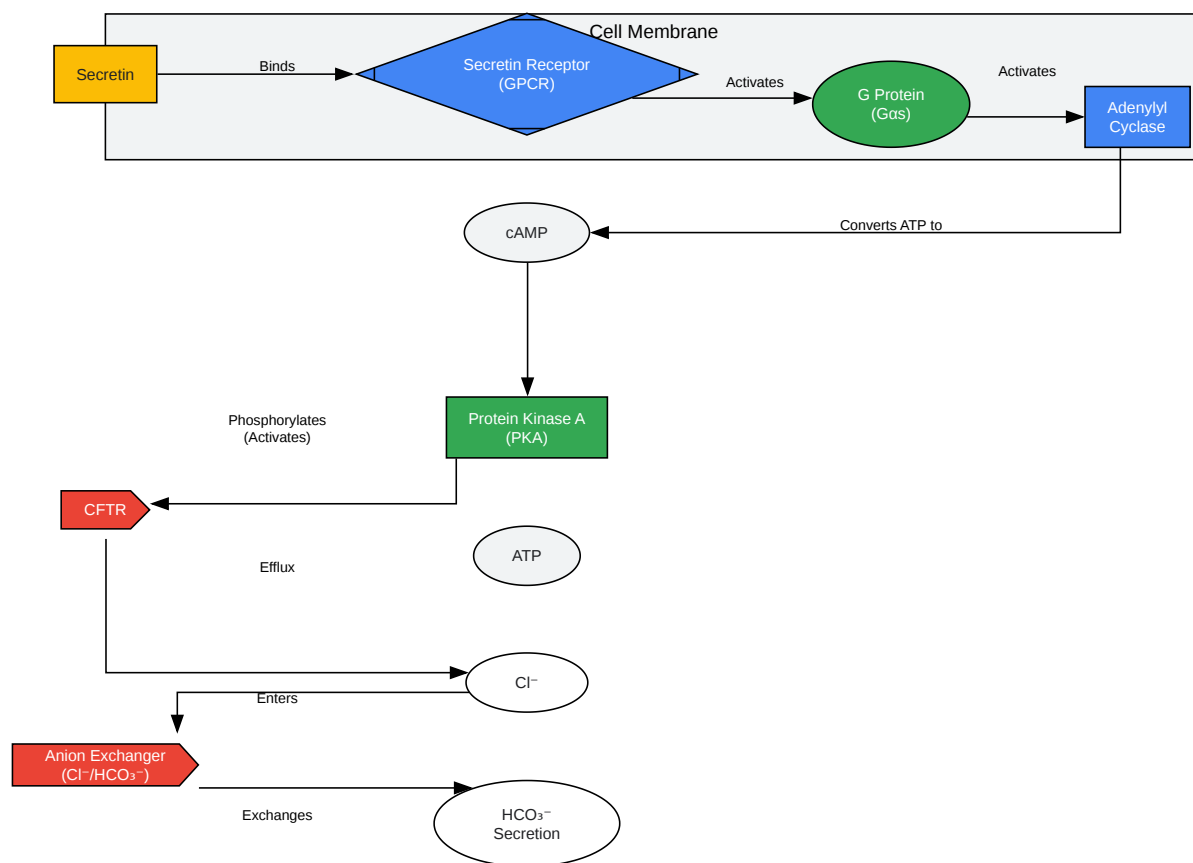 Cell Membrane
Secretin
Binds
Secretin Receptor
(GPCR)
Activates
G Protein
(Gαs)
Activates
Adenylyl
Cyclase
cAMP
Converts ATP to
Protein Kinase A
(PKA)
Phosphorylates
(Activates)
CFTR
ATP
Efflux
Cl⁻
Enters
Anion Exchanger
(Cl⁻/HCO₃⁻)
Exchanges
HCO₃⁻
Secretion